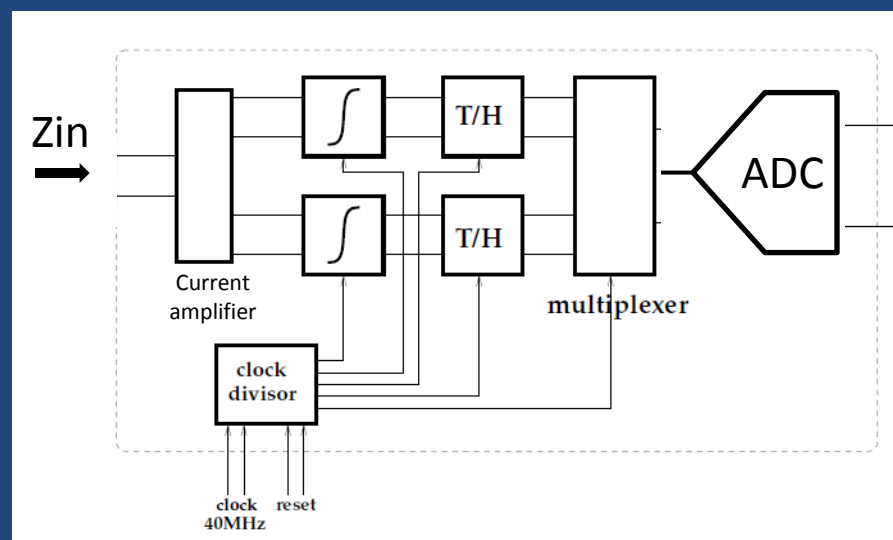 Zin
Current
amplifier
∫
T/H
∫
T/H
multiplexer
ADC
clock
divisor
clock
40MHz
reset